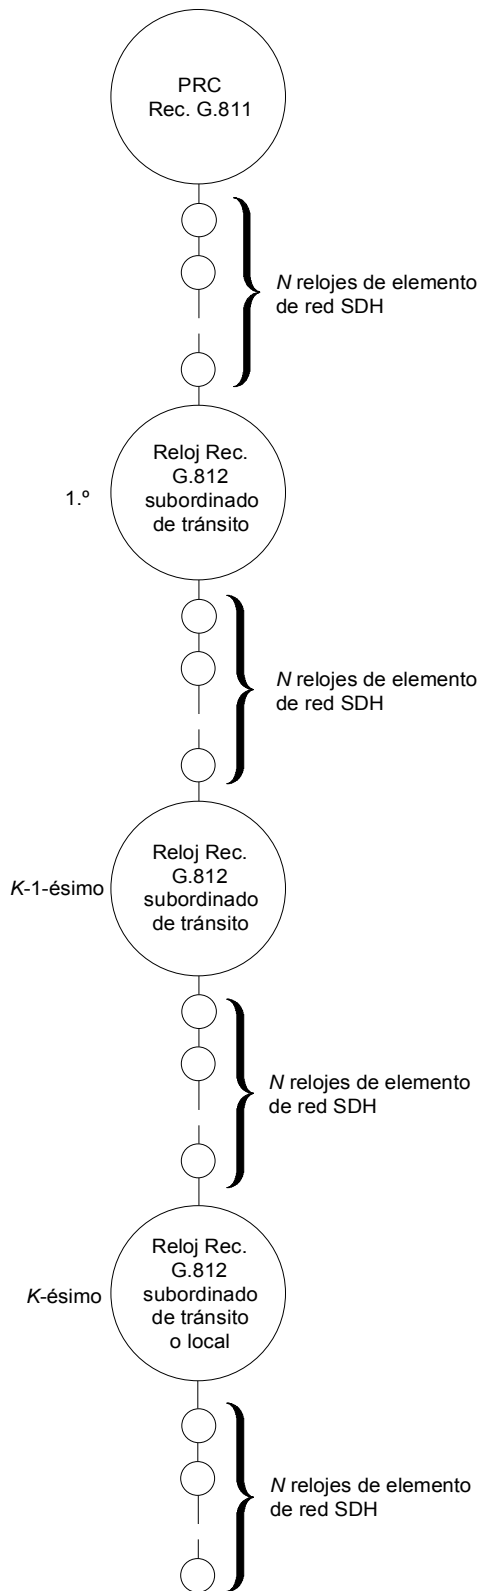 PRC
Rec. G.811
N relojes de elemento
de red SDH
Reloj Rec.
G.812
subordinado
de tránsito
1.º
N relojes de elemento
de red SDH
Reloj Rec.
G.812
subordinado
de tránsito
K-1-ésimo
N relojes de elemento
de red SDH
Reloj Rec.
G.812
subordinado
de tránsito
o local
K-ésimo
N relojes de elemento
de red SDH